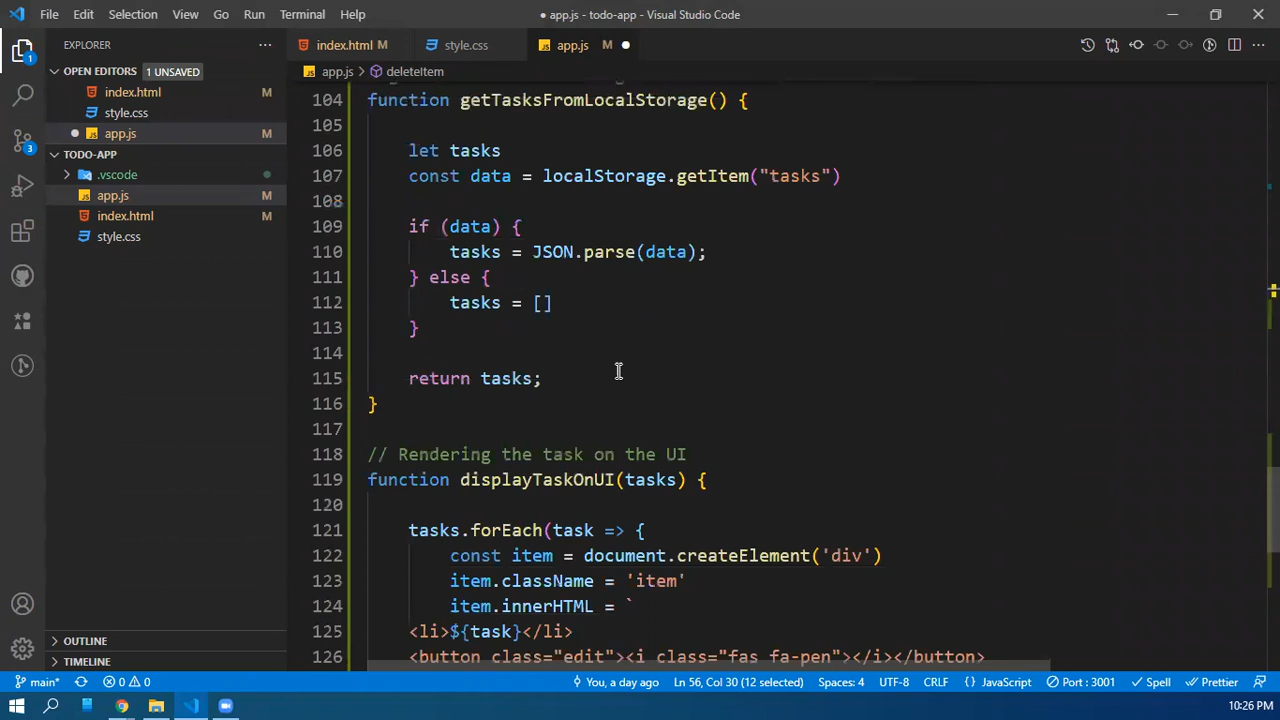 File Edit Selection View Go Run Terminal Help
● app.js - todo-app - Visual Studio Code
EXPLORER
OPEN EDITORS 1 UNSAVED
index.html M
style.css
app.js M
TODO-APP
.vscode
app.js M
index.html M
style.css
OUTLINE
TIMELINE
1
3
index.html M
style.css
app.js M
app.js > deleteItem
104 function getTasksFromLocalStorage() {
105
106 let tasks
107 const data = localStorage.getItem("tasks")
108
109 if (data) {
110 tasks = JSON.parse(data);
111 } else {
112 tasks = []
113 }
114
115 return tasks;
116 }
117
118 // Rendering the task on the UI
119 function displayTaskOnUI(tasks) {
120
121 tasks.forEach(task => {
122 const item = document.createElement('div')
123 item.className = 'item'
124 item.innerHTML = `
125 <li>${task}</li>
126 <button class="edit"><i class="fas fa-pen"></i></button>
main* 0 0 You, a day ago Ln 56, Col 30 (12 selected) Spaces: 4 UTF-8 CRLF JavaScript Port : 3001 Spell Prettier
10:26 PM